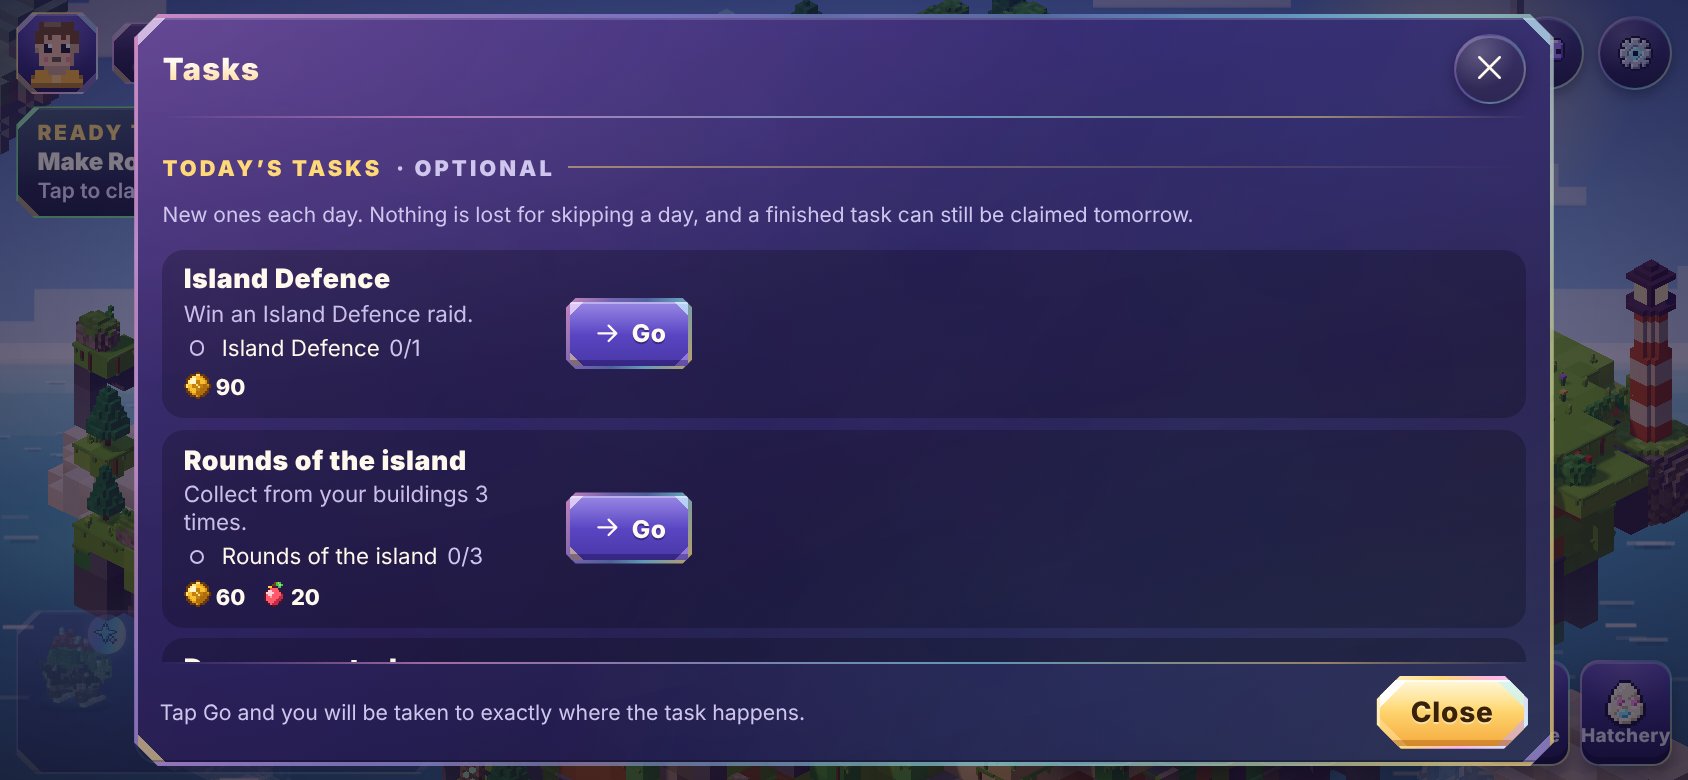 Tasks
READY
Make Ro
Tap to cla
TODAY’S TASKS · OPTIONAL
New ones each day. Nothing is lost for skipping a day, and a finished task can still be claimed tomorrow.
Island Defence
Win an Island Defence raid.
Island Defence 0/1
90
→ Go
Rounds of the island
Collect from your buildings 3
times.
Rounds of the island 0/3
60 20
→ Go
Tap Go and you will be taken to exactly where the task happens.
Close
Hatchery